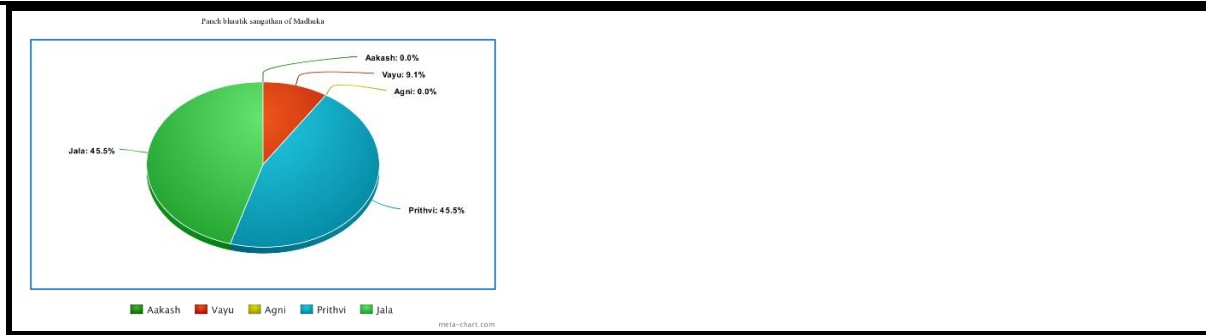 Panch bhautik sangathan of Madhuka
Aakash: 0.0%
Vayu: 9.1%
Agni: 0.0%
Jala: 45.5%
Prithvi: 45.5%
Aakash Vayu Agni Prithvi Jala
meta-chart.com